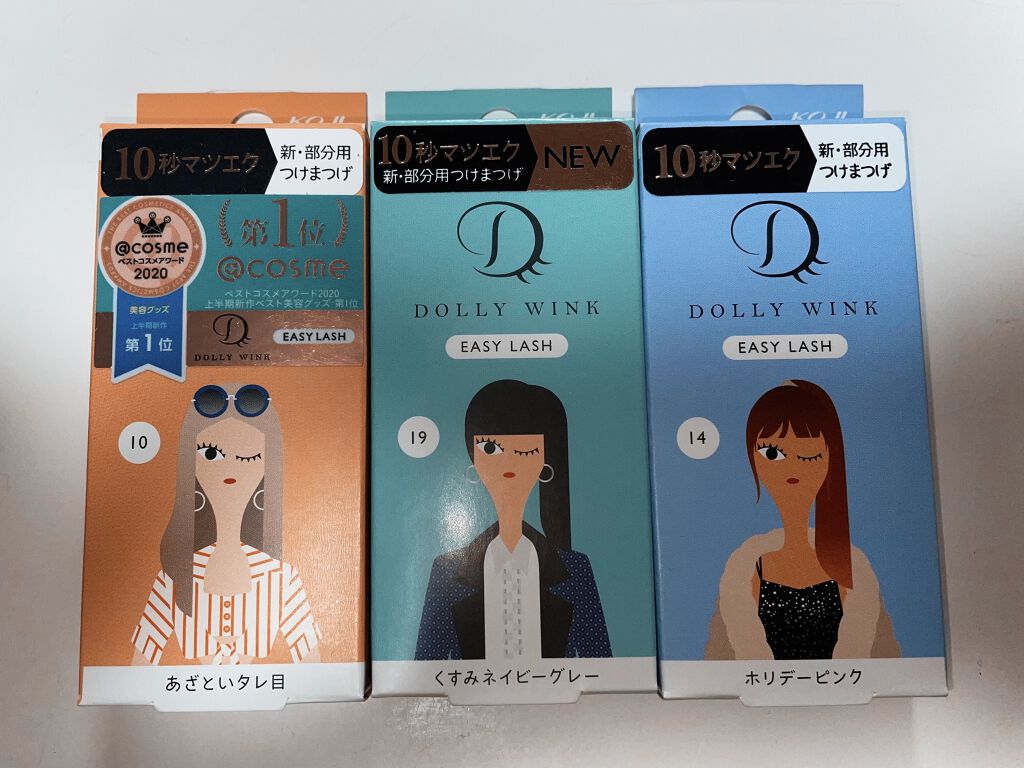 KOJI
10秒マツエク
新・部分用
つけまつげ
THE BEST COSMETICS AWARDS
@cosme
ベストコスメアワード
2020
美容グッズ
上半期新作
第1位
第1位
@cosme
ベストコスメアワード2020
上半期新作ベスト美容グッズ 第1位
DOLLY WINK
EASY LASH
10
あざといタレ目
KOJI
10秒マツエク
新・部分用つけまつげ
NEW
DOLLY WINK
EASY LASH
19
くすみネイビーグレー
KOJI
10秒マツエク
新・部分用
つけまつげ
DOLLY WINK
EASY LASH
14
ホリデーピンク